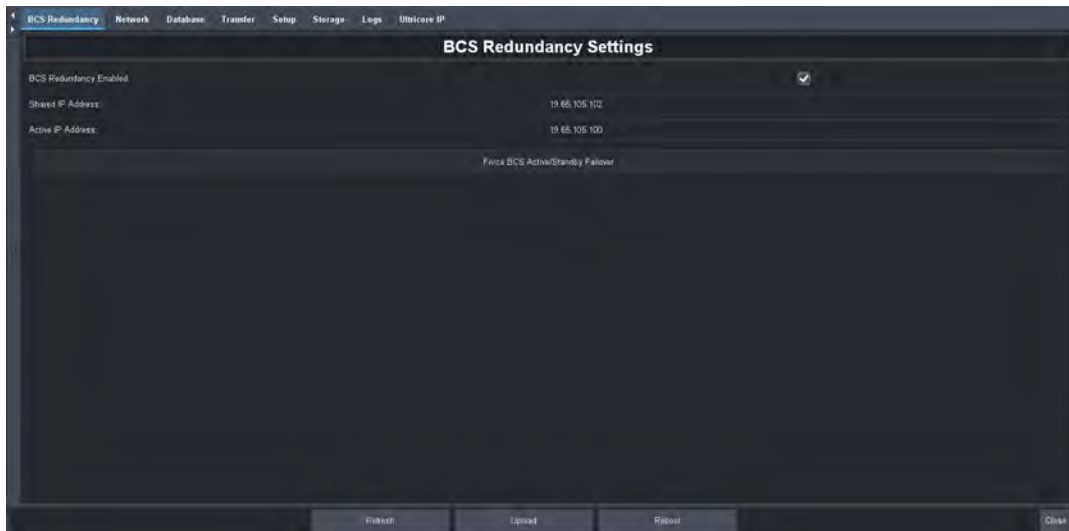 BCS Redundancy Network Database Transfer Setup Storage Logs Ultricore IP
BCS Redundancy Settings
BCS Redundancy Enabled
Shared IP Address: 19.65.105.102
Active IP Address: 19.65.105.100
Force BCS Active/Standby Failover
Refresh Upload Reboot Close